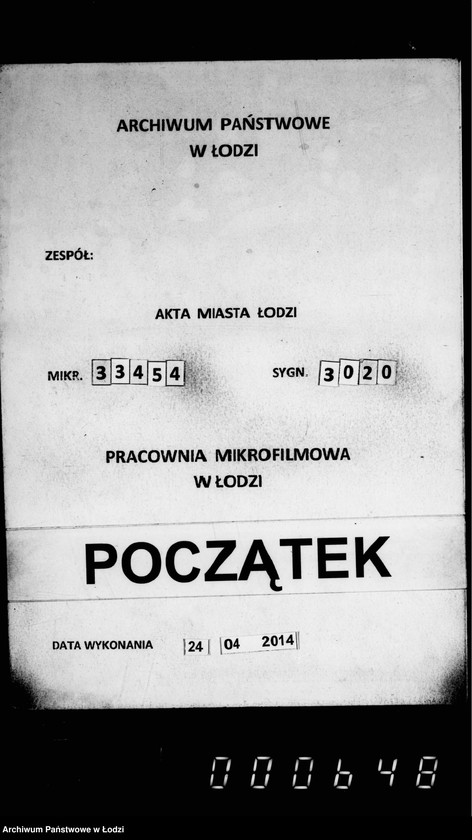 ARCHIWUM PAŃSTWOWE
W ŁODZI
ZESPÓŁ:
AKTA MIASTA ŁODZI
MIKR. 33454 SYGN. 3020
PRACOWNIA MIKROFILMOWA
W ŁODZI
POCZĄTEK
DATA WYKONANIA 24 04 2014
000648
Archiwum Państwowe w Łodzi